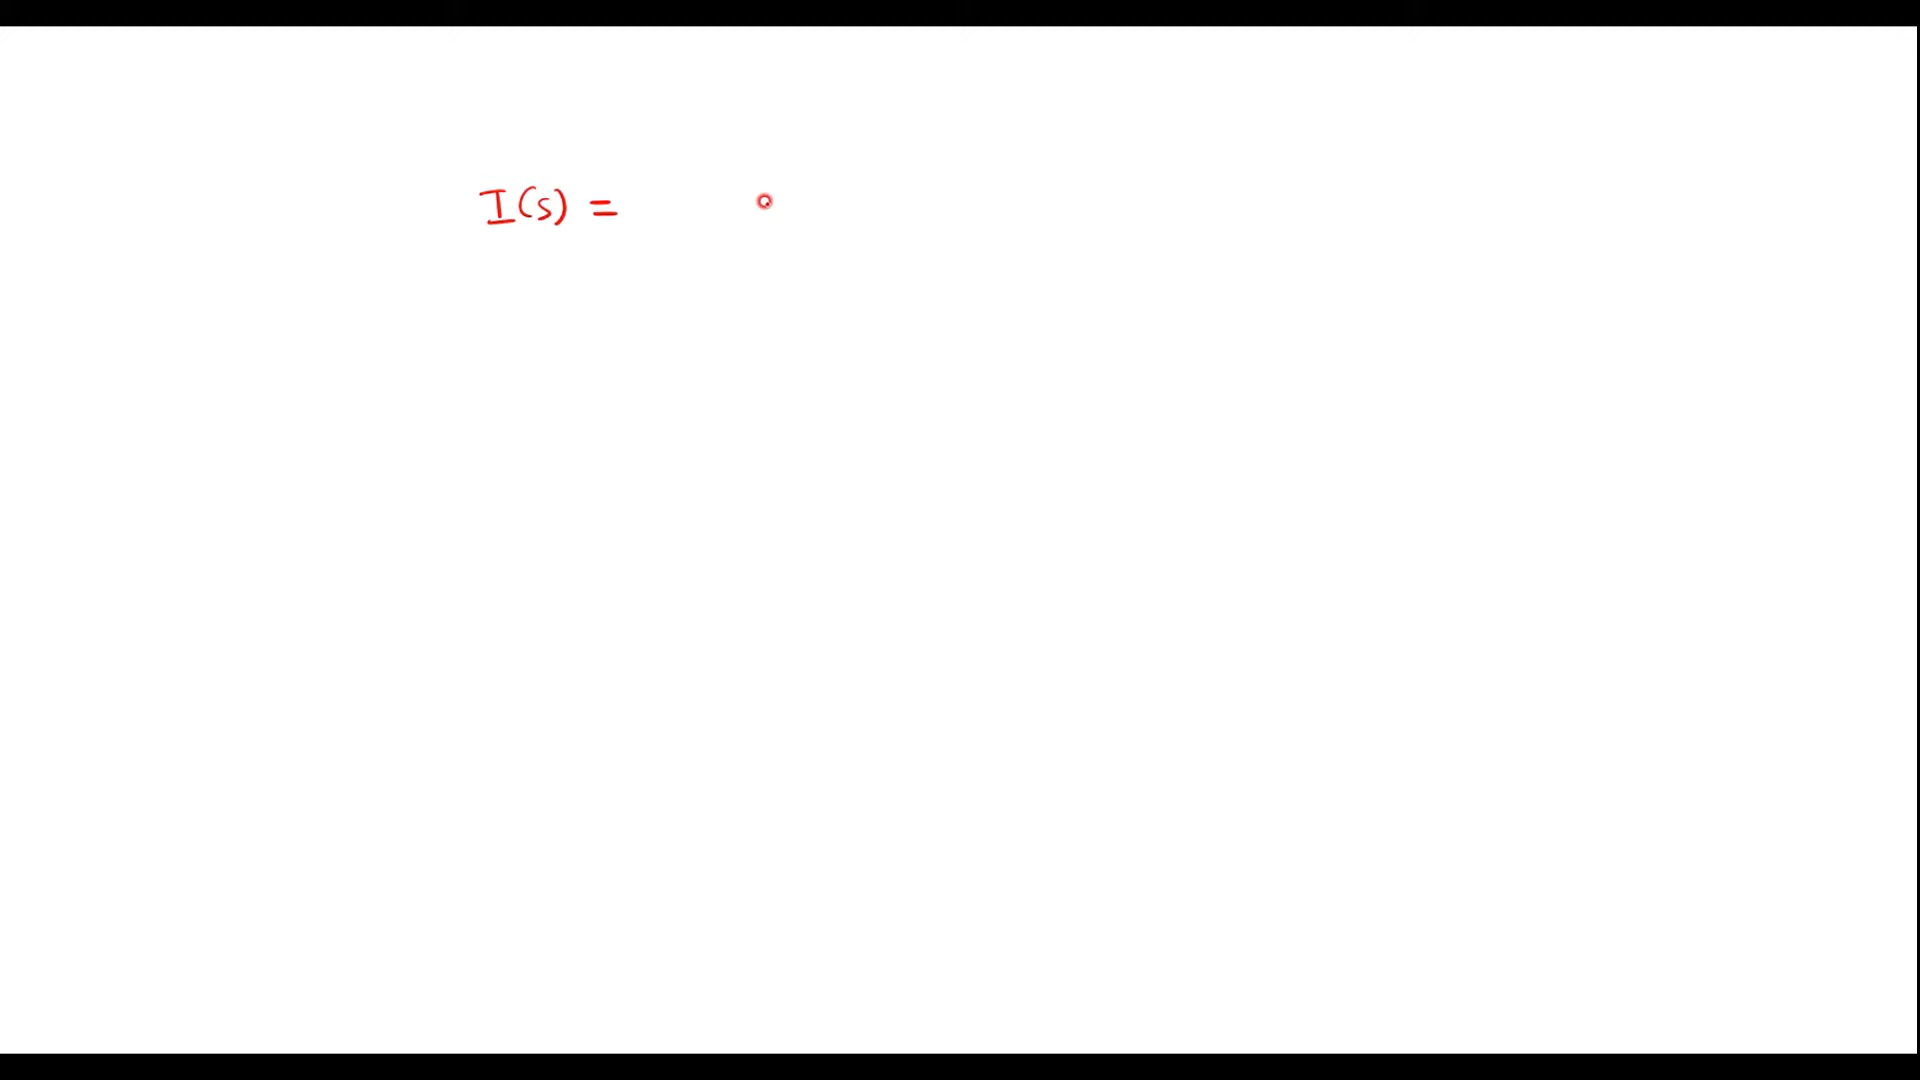 I(s) =